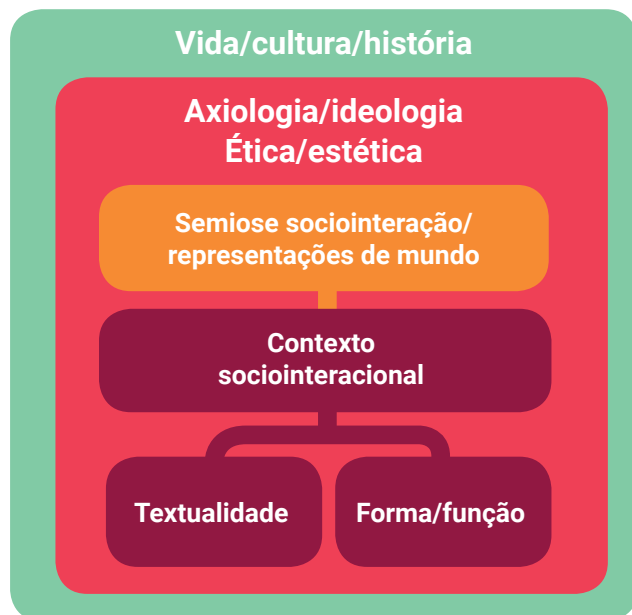 Vida/cultura/história
Axiologia/ideologia
Ética/estética
Semiose sociointeração/
representações de mundo
Contexto
sociointeracional
Textualidade
Forma/função